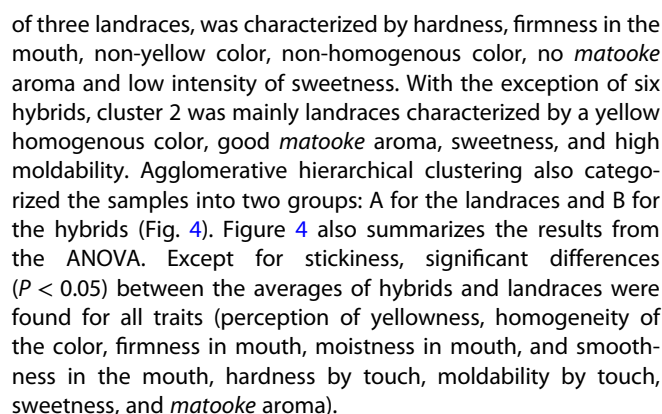 of three landraces, was characterized by hardness, firmness in the
mouth, non-yellow color, non-homogenous color, no matooke
aroma and low intensity of sweetness. With the exception of six
hybrids, cluster 2 was mainly landraces characterized by a yellow
homogenous color, good matooke aroma, sweetness, and high
moldability. Agglomerative hierarchical clustering also catego-
rized the samples into two groups: A for the landraces and B for
the hybrids (Fig. 4). Figure 4 also summarizes the results from
the ANOVA. Except for stickiness, significant differences
(P < 0.05) between the averages of hybrids and landraces were
found for all traits (perception of yellowness, homogeneity of
the color, firmness in mouth, moistness in mouth, and smooth-
ness in the mouth, hardness by touch, moldability by touch,
sweetness, and matooke aroma).